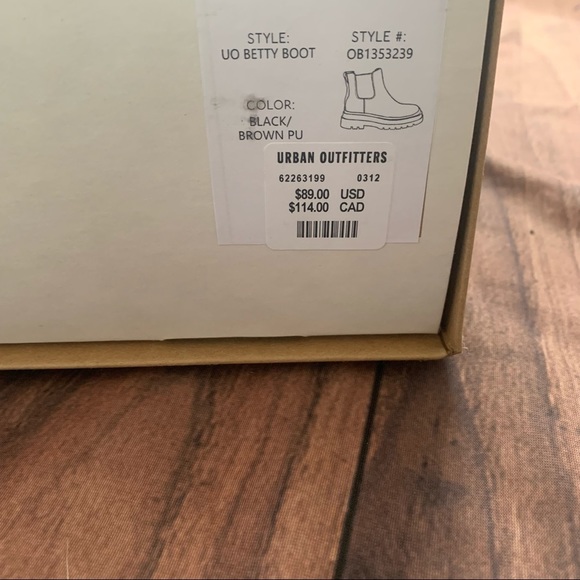 STYLE:
UO BETTY BOOT
STYLE #:
OB1353239
COLOR:
BLACK/
BROWN PU
URBAN OUTFITTERS
62263199 0312
$89.00 USD
$114.00 CAD